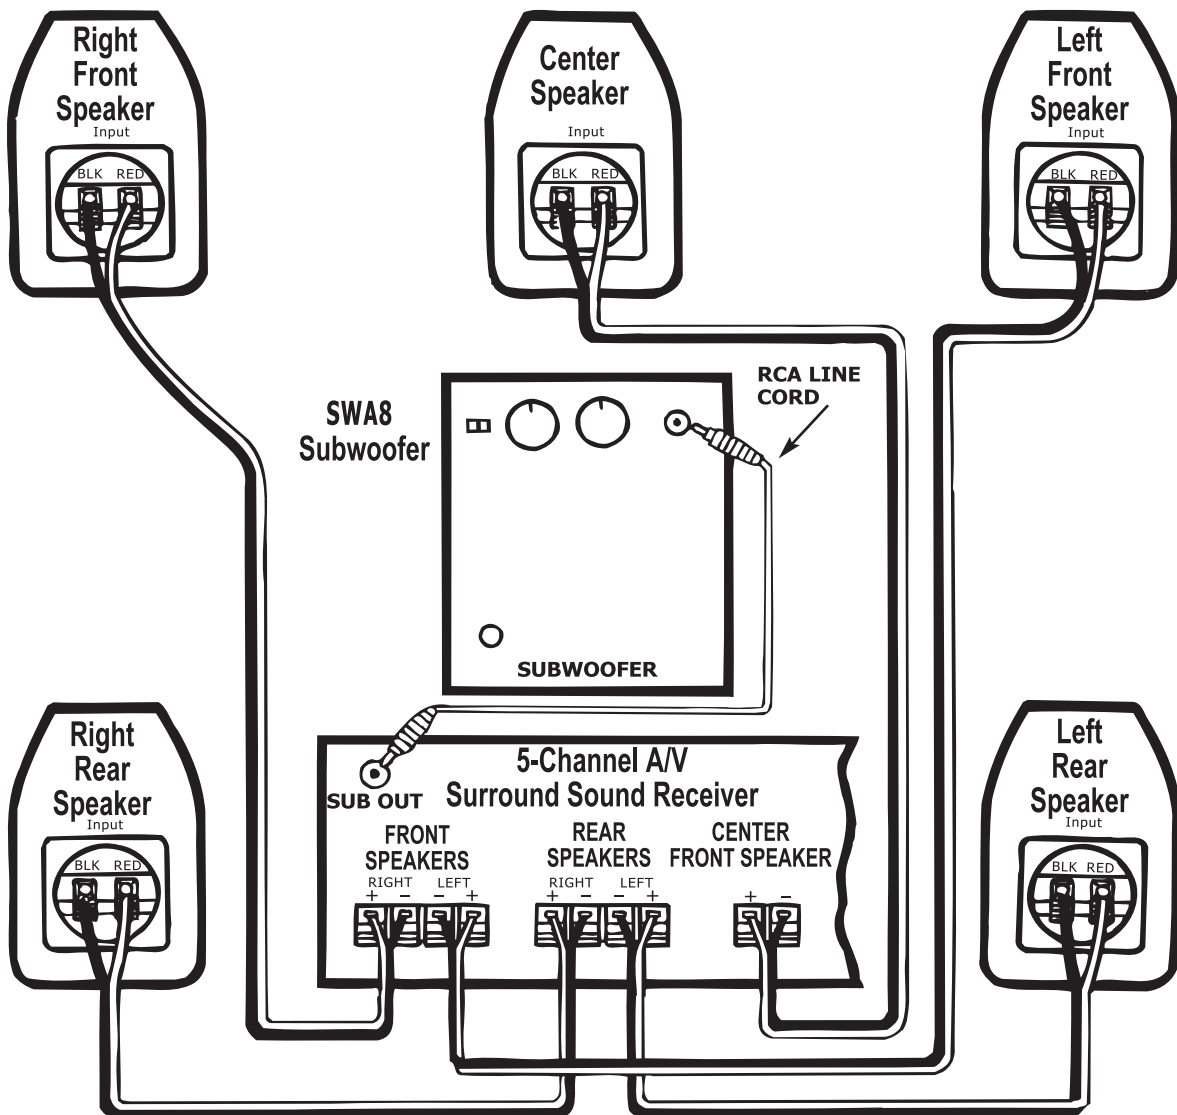 Right
Front
Speaker
Input
BLK RED
Center
Speaker
Input
BLK RED
Left
Front
Speaker
Input
BLK RED
SWA8
Subwoofer
RCA LINE
CORD
SUBWOOFER
Right
Rear
Speaker
Input
BLK RED
5-Channel A/V
Surround Sound Receiver
SUB OUT
FRONT
SPEAKERS
RIGHT LEFT
+ − − +
REAR
SPEAKERS
RIGHT LEFT
+ − − +
CENTER
FRONT SPEAKER
+ −
Left
Rear
Speaker
Input
BLK RED